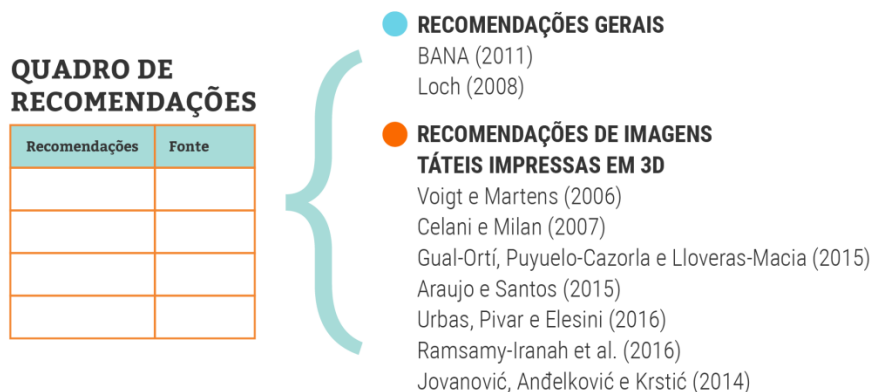 QUADRO DE
RECOMENDAÇÕES
Recomendações Fonte
RECOMENDAÇÕES GERAIS
BANA (2011)
Loch (2008)
RECOMENDAÇÕES DE IMAGENS
TÁTEIS IMPRESSAS EM 3D
Voigt e Martens (2006)
Celani e Milan (2007)
Gual-Ortí, Puyuelo-Cazorla e Lloveras-Macia (2015)
Araujo e Santos (2015)
Urbas, Pivar e Elesini (2016)
Ramsamy-Iranah et al. (2016)
Jovanović, Anđelković e Krstić (2014)